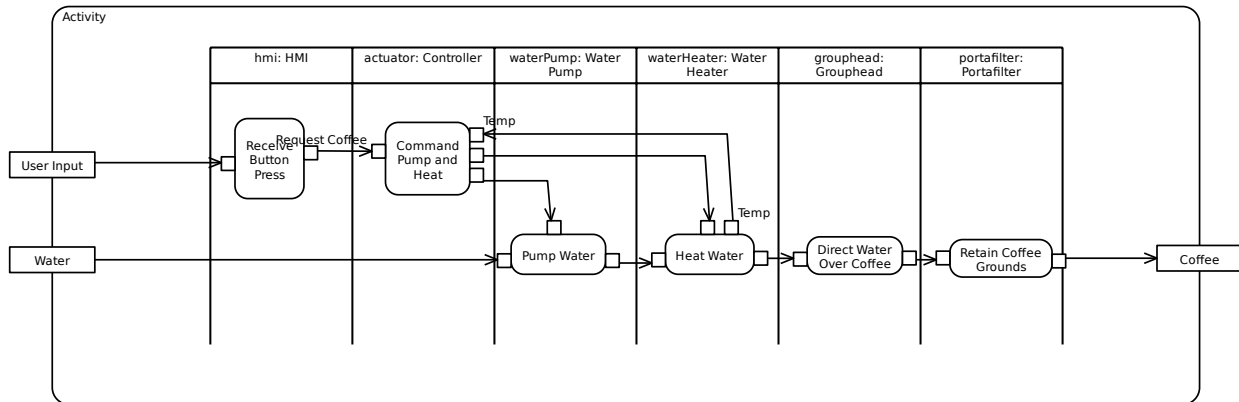 Activity
hmi: HMI
actuator: Controller
waterPump: Water
Pump
waterHeater: Water
Heater
grouphead:
Grouphead
portafilter:
Portafilter
User Input
Receive
Button
Press
Request Coffee
Command
Pump and
Heat
Temp
Temp
Water
Pump Water
Heat Water
Direct Water
Over Coffee
Retain Coffee
Grounds
Coffee